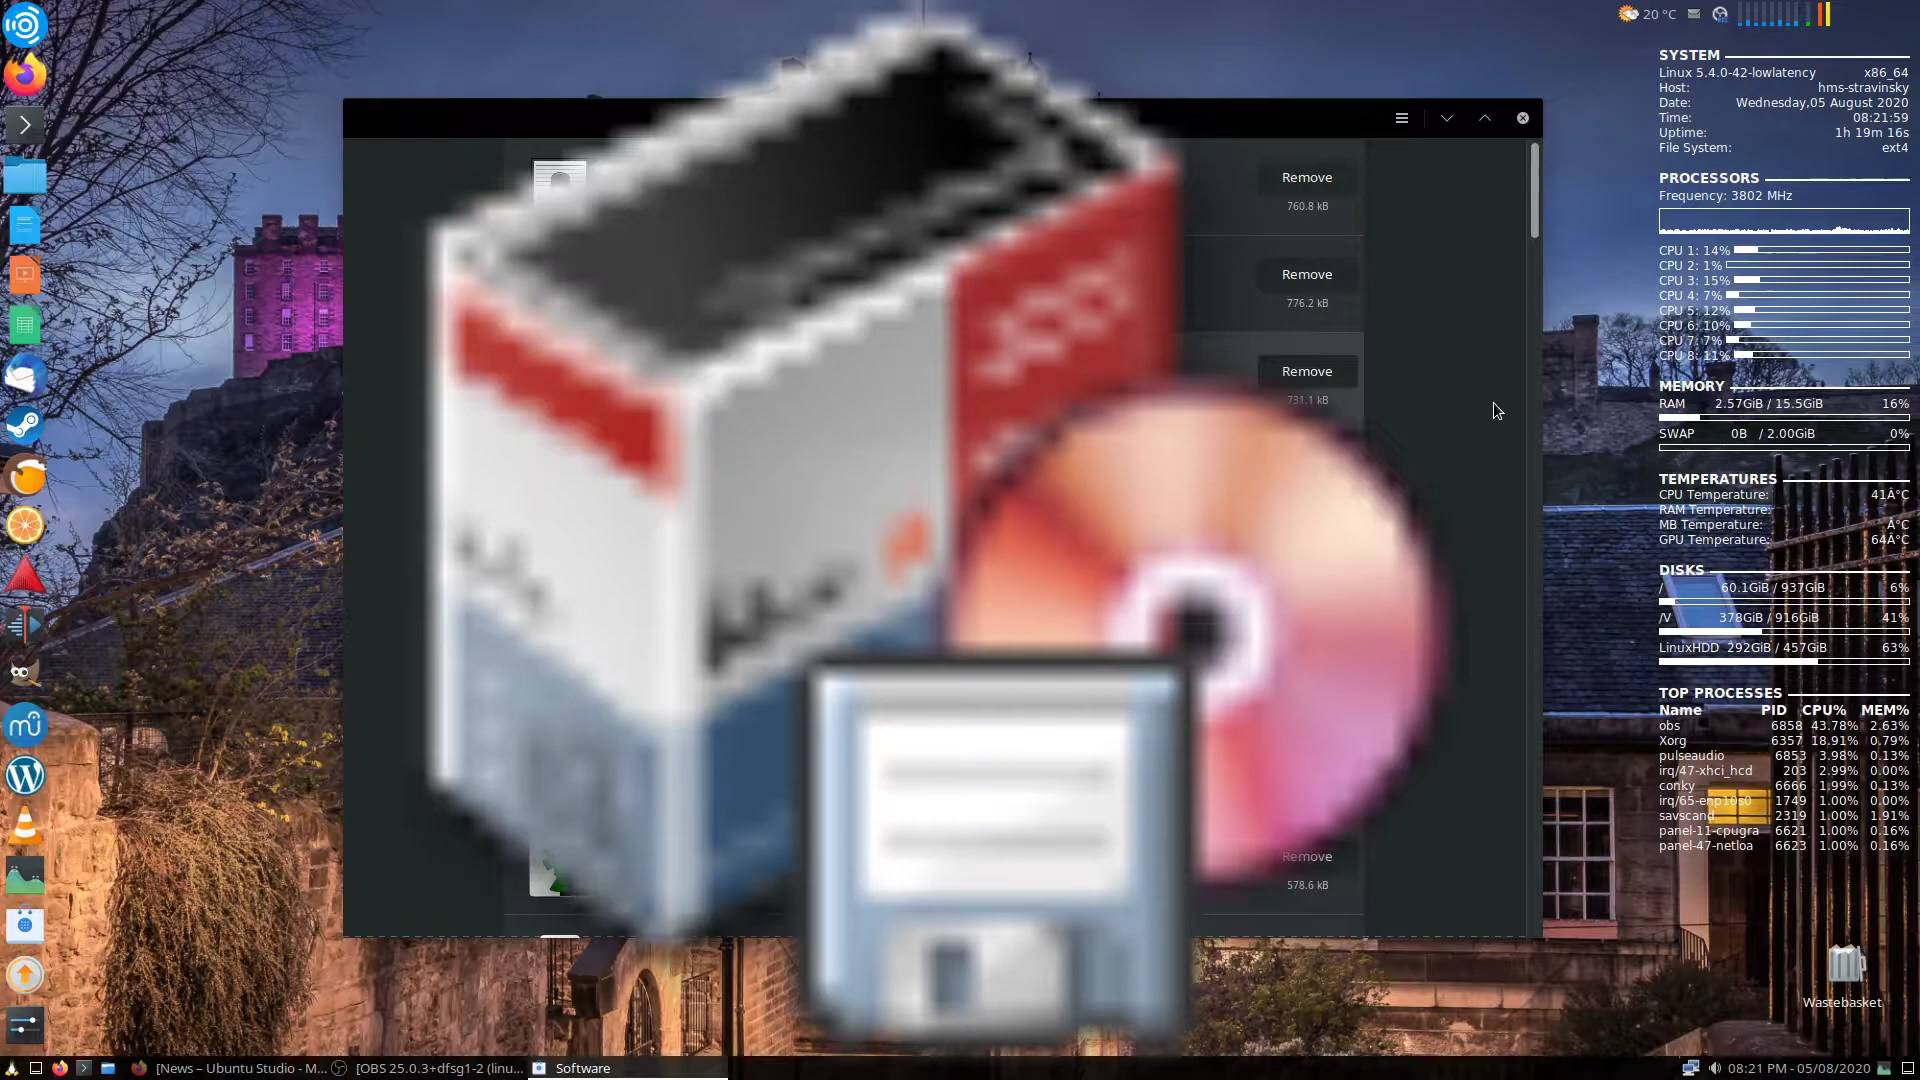 20 °C
SYSTEM
Linux 5.4.0-42-lowlatency x86_64
Host: hms-stravinsky
Date: Wednesday,05 August 2020
Time: 08:21:59
Uptime: 1h 19m 16s
File System: ext4
PROCESSORS
Frequency: 3802 MHz
CPU 1: 14%
CPU 2: 1%
CPU 3: 15%
CPU 4: 7%
CPU 5: 12%
CPU 6: 10%
CPU 7: 7%
CPU 8: 11%
MEMORY
RAM 2.57GiB / 15.5GiB 16%
SWAP 0B / 2.00GiB 0%
TEMPERATURES
CPU Temperature: 41Â°C
RAM Temperature:
MB Temperature: Â°C
GPU Temperature: 64Â°C
DISKS
/ 60.1GiB / 937GiB 6%
/V 378GiB / 916GiB 41%
LinuxHDD 292GiB / 457GiB 63%
TOP PROCESSES
Name PID CPU% MEM%
obs 6858 43.78% 2.63%
Xorg 6357 18.91% 0.79%
pulseaudio 6853 3.98% 0.13%
irq/47-xhci_hcd 203 2.99% 0.00%
conky 6666 1.99% 0.13%
irq/65-enp10s0 1749 1.00% 0.00%
savscand 2319 1.00% 1.91%
panel-11-cpugra 6621 1.00% 0.16%
panel-47-netloa 6623 1.00% 0.16%
Remove
760.8 kB
Remove
776.2 kB
Remove
731.1 kB
Remove
578.6 kB
Wastebasket
[News – Ubuntu Studio - M...
[OBS 25.0.3+dfsg1-2 (linu...
Software
08:21 PM - 05/08/2020